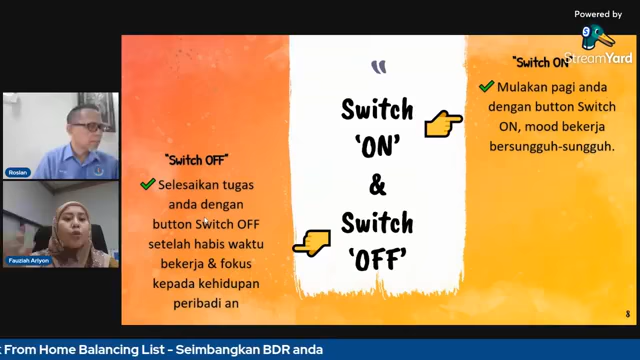 Powered by
StreamYard
"Switch ON"
Mulakan pagi anda
dengan button Switch
ON, mood bekerja
bersungguh-sungguh.
"
Switch
'ON'
&
Switch
'OFF'
"Switch OFF"
Selesaikan tugas
anda dengan
button Switch OFF
setelah habis waktu
bekerja & fokus
kepada kehidupan
peribadi an
Roslan
Fauziah Ariyon
8
From Home Balancing List - Seimbangkan BDR anda